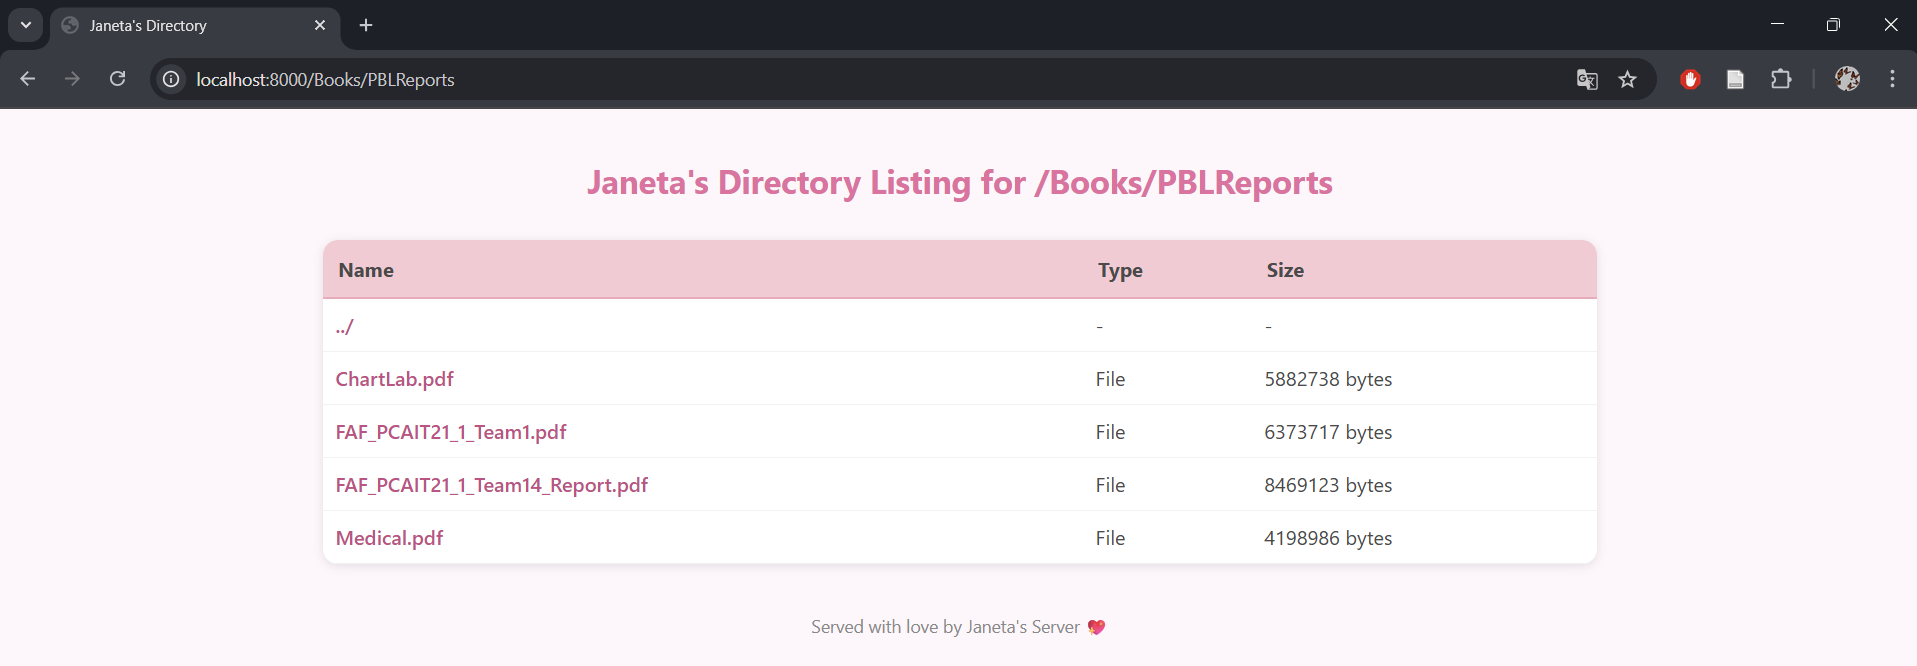 Janeta's Directory
localhost:8000/Books/PBLReports
Janeta's Directory Listing for /Books/PBLReports
Name Type Size
../ - -
ChartLab.pdf File 5882738 bytes
FAF_PCAIT21_1_Team1.pdf File 6373717 bytes
FAF_PCAIT21_1_Team14_Report.pdf File 8469123 bytes
Medical.pdf File 4198986 bytes
Served with love by Janeta's Server 💖